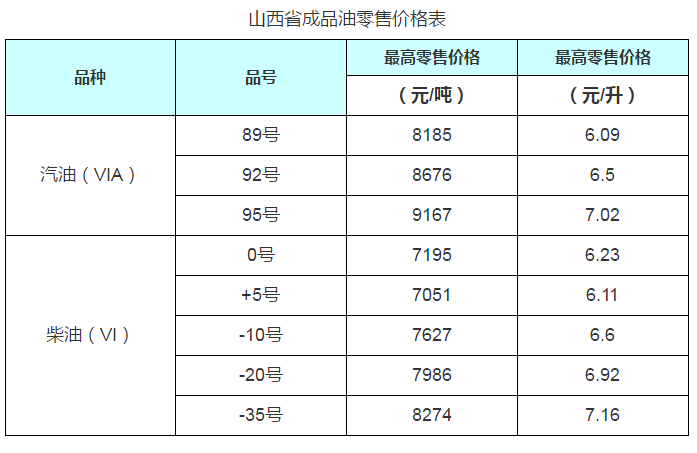 山西省成品油零售价格表
品种 品号 最高零售价格 最高零售价格
（元/吨） （元/升）
汽油（VIA） 89号 8185 6.09
92号 8676 6.5
95号 9167 7.02
柴油（VI） 0号 7195 6.23
+5号 7051 6.11
-10号 7627 6.6
-20号 7986 6.92
-35号 8274 7.16